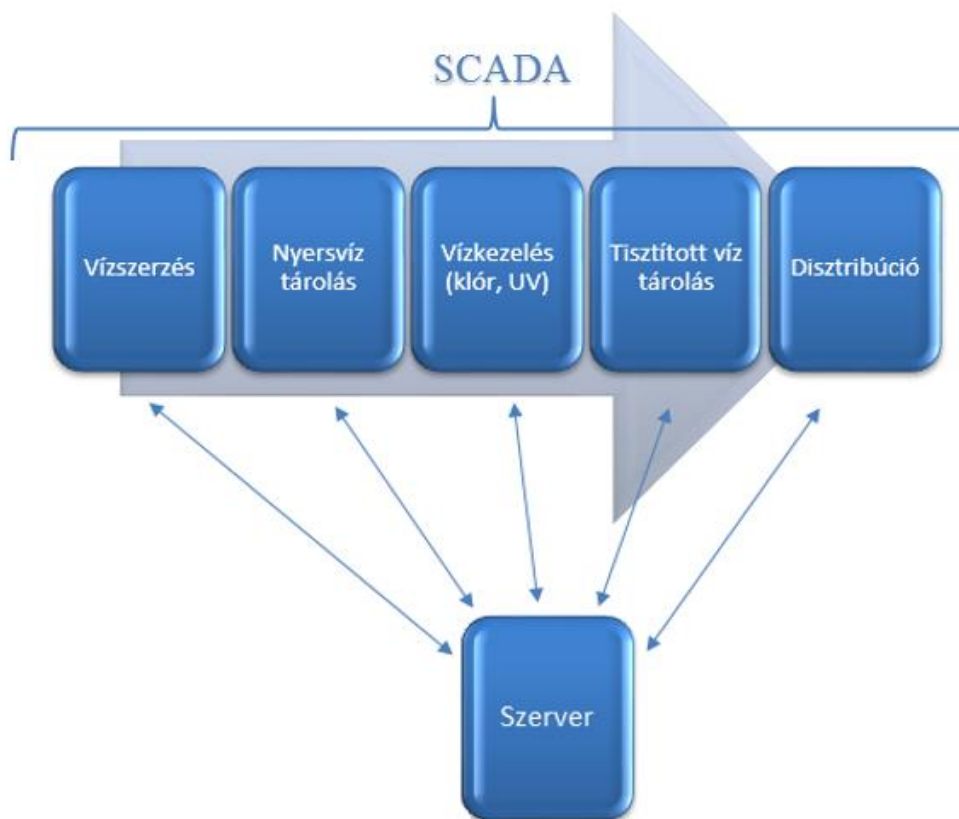 SCADA
Vízszerzés
Nyersvíz
tárolás
Vízkezelés
(klór, UV)
Tisztított víz
tárolás
Disztribúció
Szerver